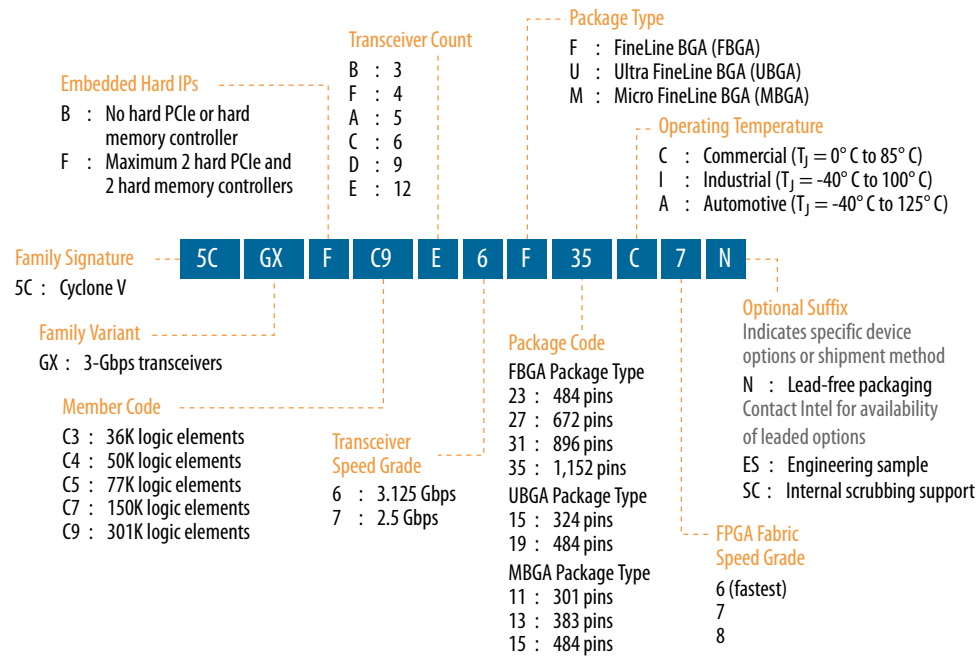 Package Type
F : FineLine BGA (FBGA)
U : Ultra FineLine BGA (UBGA)
M : Micro FineLine BGA (MBGA)
Transceiver Count
B : 3
F : 4
A : 5
C : 6
D : 9
E : 12
Embedded Hard IPs
B : No hard PCIe or hard
memory controller
F : Maximum 2 hard PCIe and
2 hard memory controllers
Operating Temperature
C : Commercial (TJ = 0° C to 85° C)
I : Industrial (TJ = -40° C to 100° C)
A : Automotive (TJ = -40° C to 125° C)
Family Signature
5C : Cyclone V
5C GX F C9 E 6 F 35 C 7 N
Family Variant
GX : 3-Gbps transceivers
Member Code
C3 : 36K logic elements
C4 : 50K logic elements
C5 : 77K logic elements
C7 : 150K logic elements
C9 : 301K logic elements
Transceiver
Speed Grade
6 : 3.125 Gbps
7 : 2.5 Gbps
Package Code
FBGA Package Type
23 : 484 pins
27 : 672 pins
31 : 896 pins
35 : 1,152 pins
UBGA Package Type
15 : 324 pins
19 : 484 pins
MBGA Package Type
11 : 301 pins
13 : 383 pins
15 : 484 pins
Optional Suffix
Indicates specific device
options or shipment method
N : Lead-free packaging
Contact Intel for availability
of leaded options
ES : Engineering sample
SC : Internal scrubbing support
FPGA Fabric
Speed Grade
6 (fastest)
7
8